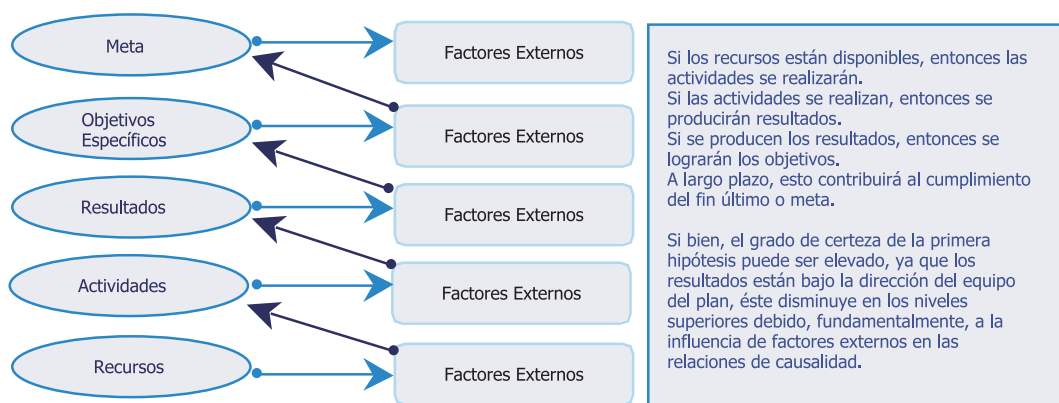 Meta
Factores Externos
Objetivos
Específicos
Factores Externos
Resultados
Factores Externos
Actividades
Factores Externos
Recursos
Factores Externos
Si los recursos están disponibles, entonces las
actividades se realizarán.
Si las actividades se realizan, entonces se
producirán resultados.
Si se producen los resultados, entonces se
lograrán los objetivos.
A largo plazo, esto contribuirá al cumplimiento
del fin último o meta.
Si bien, el grado de certeza de la primera
hipótesis puede ser elevado, ya que los
resultados están bajo la dirección del equipo
del plan, éste disminuye en los niveles
superiores debido, fundamentalmente, a la
influencia de factores externos en las
relaciones de causalidad.